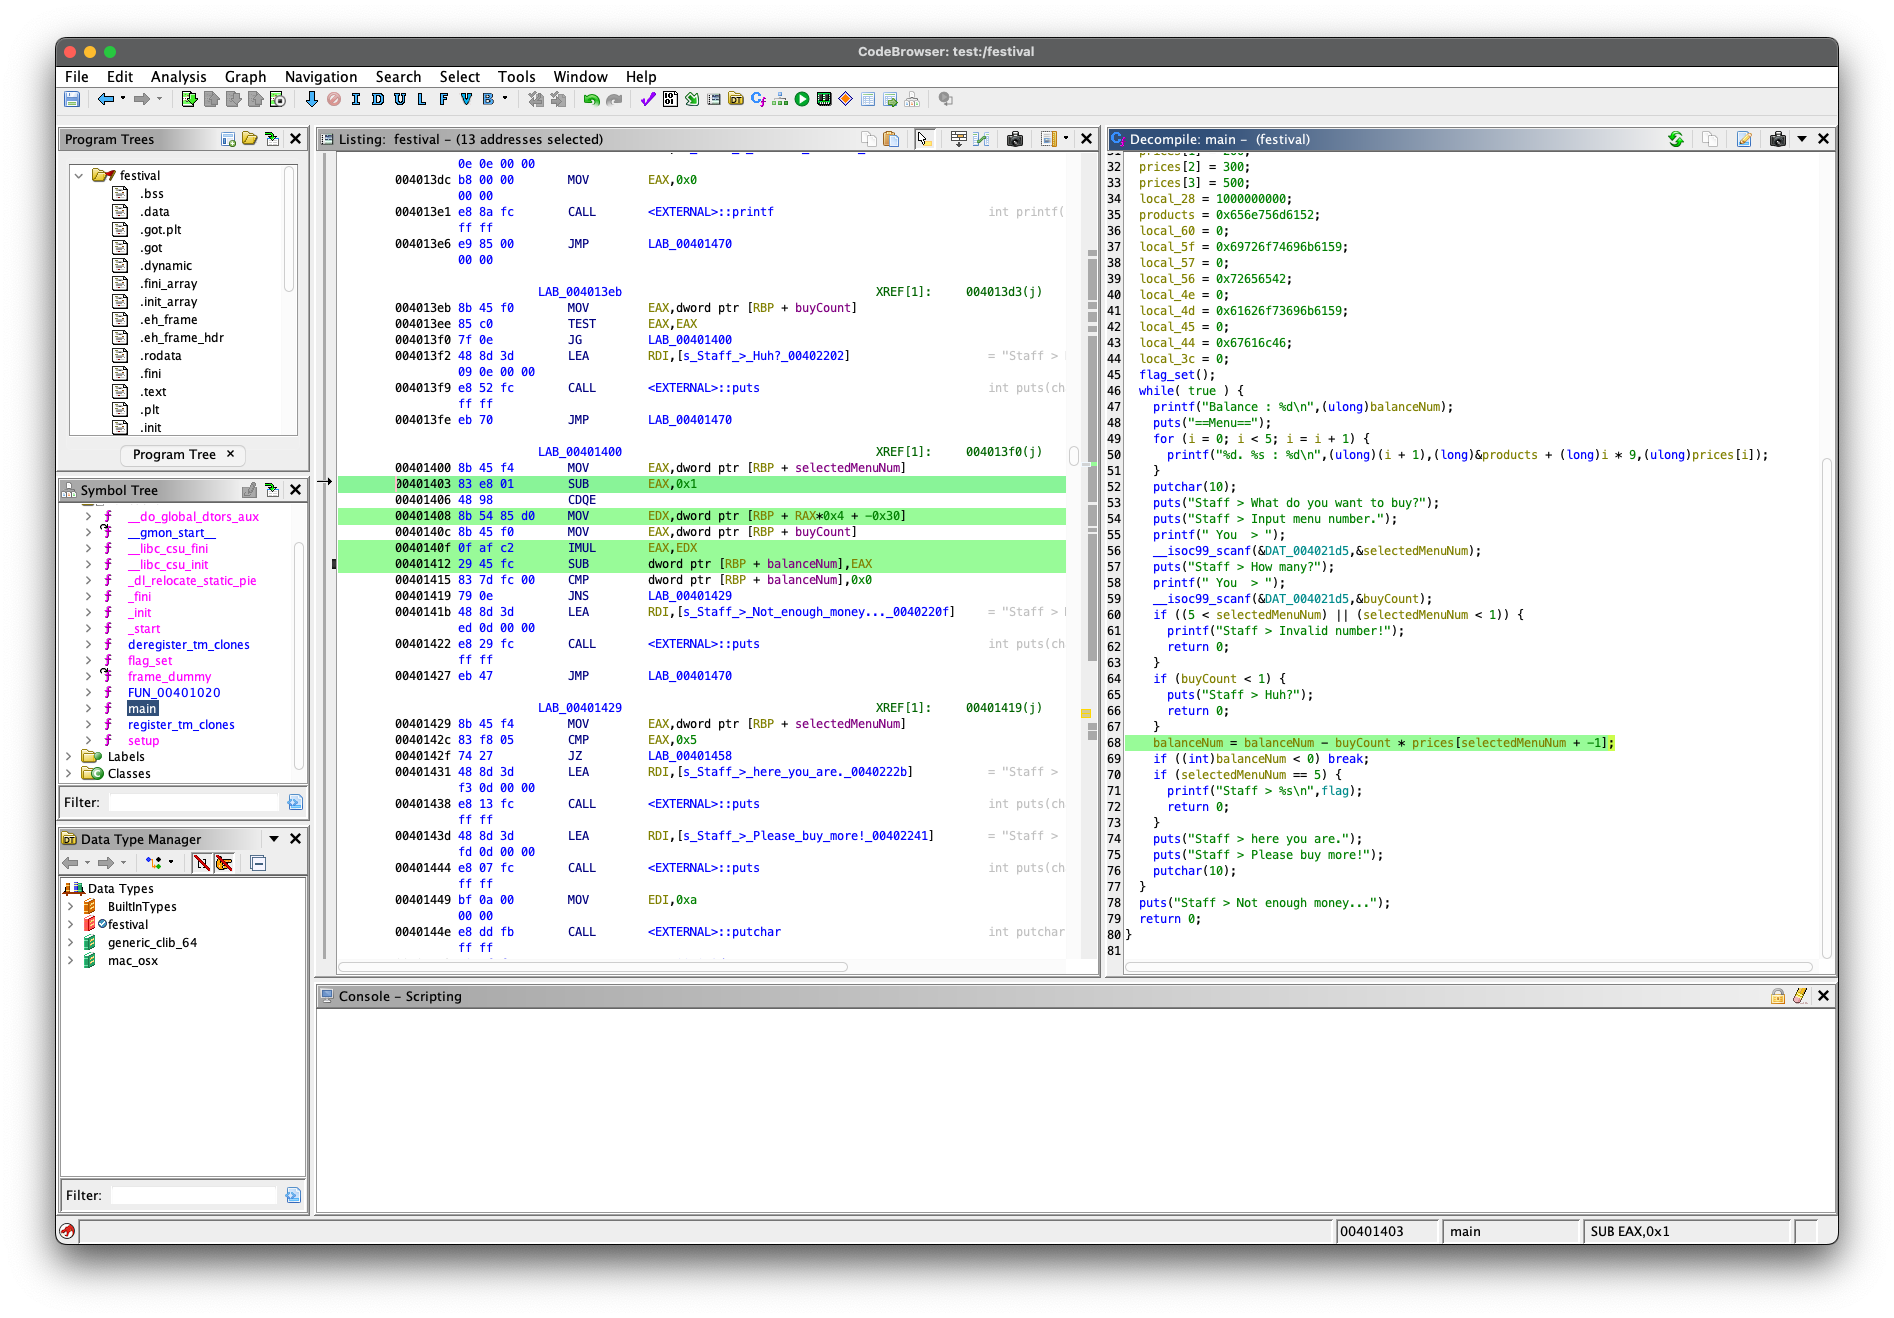 CodeBrowser: test:/festival
File Edit Analysis Graph Navigation Search Select Tools Window Help
I D U L F V B
Program Trees
festival
.bss
.data
.got.plt
.got
.dynamic
.fini_array
.init_array
.eh_frame
.eh_frame_hdr
.rodata
.fini
.text
.plt
.init
Program Tree ×
Symbol Tree
__do_global_dtors_aux
__gmon_start__
__libc_csu_fini
__libc_csu_init
_dl_relocate_static_pie
_fini
_init
_start
deregister_tm_clones
flag_set
frame_dummy
FUN_00401020
main
register_tm_clones
setup
Labels
Classes
Filter:
Data Type Manager
Data Types
BuiltInTypes
festival
generic_clib_64
mac_osx
Filter:
Listing: festival – (13 addresses selected)
0e 0e 00 00
004013dc b8 00 00 MOV EAX,0x0
00 00
004013e1 e8 8a fc CALL <EXTERNAL>::printf int printf(
ff ff
004013e6 e9 85 00 JMP LAB_00401470
00 00
LAB_004013eb XREF[1]: 004013d3(j)
004013eb 8b 45 f0 MOV EAX,dword ptr [RBP + buyCount]
004013ee 85 c0 TEST EAX,EAX
004013f0 7f 0e JG LAB_00401400
004013f2 48 8d 3d LEA RDI,[s_Staff_>_Huh?_00402202] = "Staff >
09 0e 00 00
004013f9 e8 52 fc CALL <EXTERNAL>::puts int puts(ch
ff ff
004013fe eb 70 JMP LAB_00401470
LAB_00401400 XREF[1]: 004013f0(j)
00401400 8b 45 f4 MOV EAX,dword ptr [RBP + selectedMenuNum]
00401403 83 e8 01 SUB EAX,0x1
00401406 48 98 CDQE
00401408 8b 54 85 d0 MOV EDX,dword ptr [RBP + RAX*0x4 + -0x30]
0040140c 8b 45 f0 MOV EAX,dword ptr [RBP + buyCount]
0040140f 0f af c2 IMUL EAX,EDX
00401412 29 45 fc SUB dword ptr [RBP + balanceNum],EAX
00401415 83 7d fc 00 CMP dword ptr [RBP + balanceNum],0x0
00401419 79 0e JNS LAB_00401429
0040141b 48 8d 3d LEA RDI,[s_Staff_>_Not_enough_money..._0040220f] = "Staff >
ed 0d 00 00
00401422 e8 29 fc CALL <EXTERNAL>::puts int puts(ch
ff ff
00401427 eb 47 JMP LAB_00401470
LAB_00401429 XREF[1]: 00401419(j)
00401429 8b 45 f4 MOV EAX,dword ptr [RBP + selectedMenuNum]
0040142c 83 f8 05 CMP EAX,0x5
0040142f 74 27 JZ LAB_00401458
00401431 48 8d 3d LEA RDI,[s_Staff_>_here_you_are._0040222b] = "Staff >
f3 0d 00 00
00401438 e8 13 fc CALL <EXTERNAL>::puts int puts(ch
ff ff
0040143d 48 8d 3d LEA RDI,[s_Staff_>_Please_buy_more!_00402241] = "Staff >
fd 0d 00 00
00401444 e8 07 fc CALL <EXTERNAL>::puts int puts(ch
ff ff
00401449 bf 0a 00 MOV EDI,0xa
00 00
0040144e e8 dd fb CALL <EXTERNAL>::putchar int putchar
ff ff
Decompile: main – (festival)
32 prices[2] = 300;
33 prices[3] = 500;
34 local_28 = 1000000000;
35 products = 0x656e756d6152;
36 local_60 = 0;
37 local_5f = 0x69726f74696b6159;
38 local_57 = 0;
39 local_56 = 0x72656542;
40 local_4e = 0;
41 local_4d = 0x61626f73696b6159;
42 local_45 = 0;
43 local_44 = 0x67616c46;
44 local_3c = 0;
45 flag_set();
46 while( true ) {
47 printf("Balance : %d\n",(ulong)balanceNum);
48 puts("==Menu==");
49 for (i = 0; i < 5; i = i + 1) {
50 printf("%d. %s : %d\n",(ulong)(i + 1),(long)&products + (long)i * 9,(ulong)prices[i]);
51 }
52 putchar(10);
53 puts("Staff > What do you want to buy?");
54 puts("Staff > Input menu number.");
55 printf(" You  > ");
56 __isoc99_scanf(&DAT_004021d5,&selectedMenuNum);
57 puts("Staff > How many?");
58 printf(" You  > ");
59 __isoc99_scanf(&DAT_004021d5,&buyCount);
60 if ((5 < selectedMenuNum) || (selectedMenuNum < 1)) {
61 printf("Staff > Invalid number!");
62 return 0;
63 }
64 if (buyCount < 1) {
65 puts("Staff > Huh?");
66 return 0;
67 }
68 balanceNum = balanceNum - buyCount * prices[selectedMenuNum + -1];
69 if ((int)balanceNum < 0) break;
70 if (selectedMenuNum == 5) {
71 printf("Staff > %s\n",flag);
72 return 0;
73 }
74 puts("Staff > here you are.");
75 puts("Staff > Please buy more!");
76 putchar(10);
77 }
78 puts("Staff > Not enough money...");
79 return 0;
80 }
81
Console – Scripting
00401403 main SUB EAX,0x1